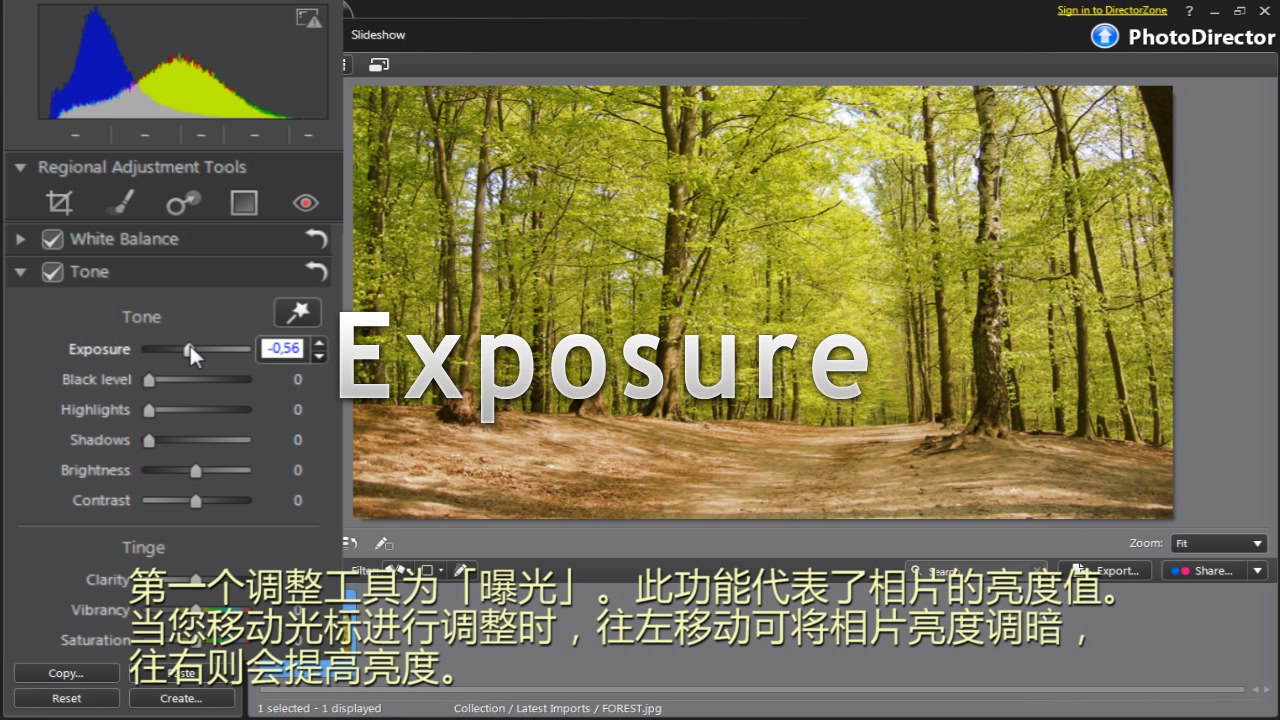 Sign in to DirectorZone
?
PhotoDirector
Slideshow
Regional Adjustment Tools
White Balance
Tone
Tone
Exposure -0,56
Black level 0
Highlights 0
Shadows 0
Brightness 0
Contrast 0
Exposure
Tinge
Clarity
Vibrancy
Saturation
Zoom: Fit
Export...
Share...
第一个调整工具为「曝光」。此功能代表了相片的亮度值。
当您移动光标进行调整时，往左移动可将相片亮度调暗，
往右则会提高亮度。
Copy...
Reset
Create...
1 selected - 1 displayed
Collection / Latest Imports / FOREST.jpg